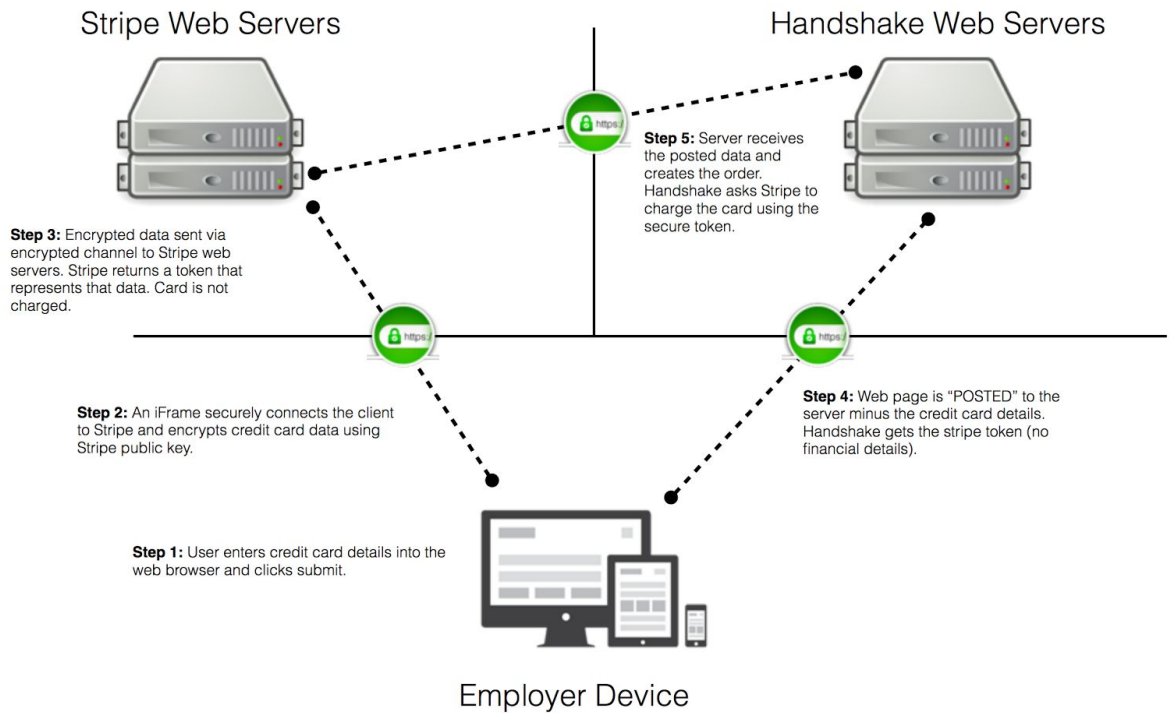 Stripe Web Servers
Handshake Web Servers
https:/
Step 5: Server receives
the posted data and
creates the order.
Handshake asks Stripe to
charge the card using the
secure token.
Step 3: Encrypted data sent via
encrypted channel to Stripe web
servers. Stripe returns a token that
represents that data. Card is not
charged.
https:/
https:/
Step 2: An iFrame securely connects the client
to Stripe and encrypts credit card data using
Stripe public key.
Step 4: Web page is “POSTED” to the
server minus the credit card details.
Handshake gets the stripe token (no
financial details).
Step 1: User enters credit card details into the
web browser and clicks submit.
Employer Device